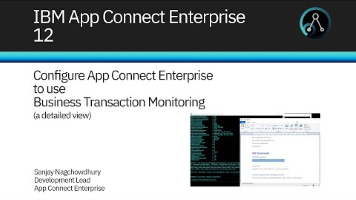 IBM App Connect Enterprise
12
Configure App Connect Enterprise
to use
Business Transaction Monitoring
(a detailed view)
Sanjay Nagchowdhury
Development Lead
App Connect Enterprise